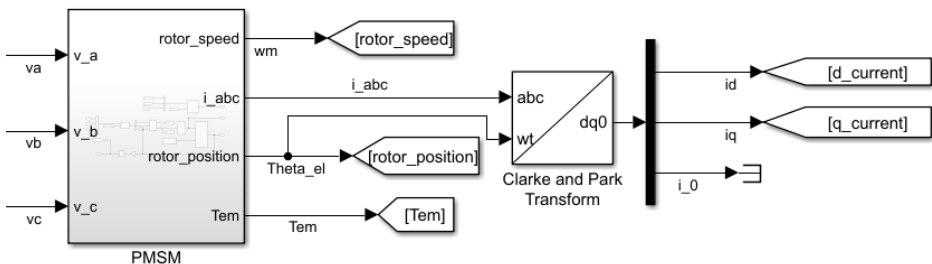 rotor_speed
wm
[rotor_speed]
va
v_a
i_abc
i_abc
abc
wt
dq0
id
[d_current]
vb
v_b
iq
[q_current]
rotor_position
Theta_el
[rotor_position]
i_0
Clarke and Park
Transform
vc
v_c
Tem
Tem
[Tem]
PMSM